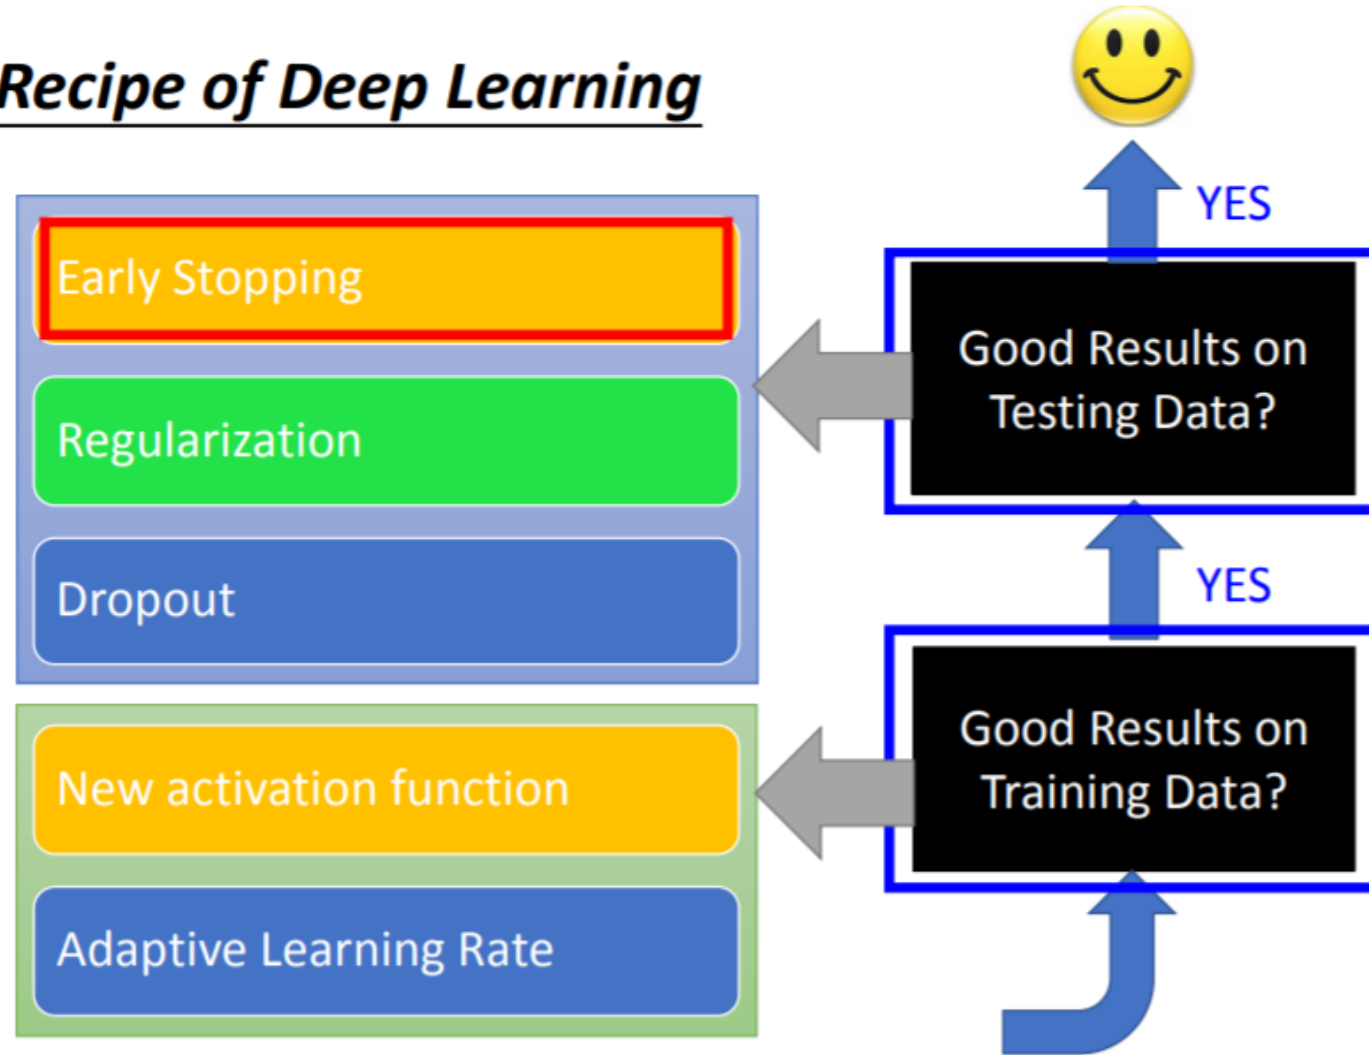 Recipe of Deep Learning
YES
Early Stopping
Good Results on
Testing Data?
Regularization
Dropout
YES
New activation function
Good Results on
Training Data?
Adaptive Learning Rate